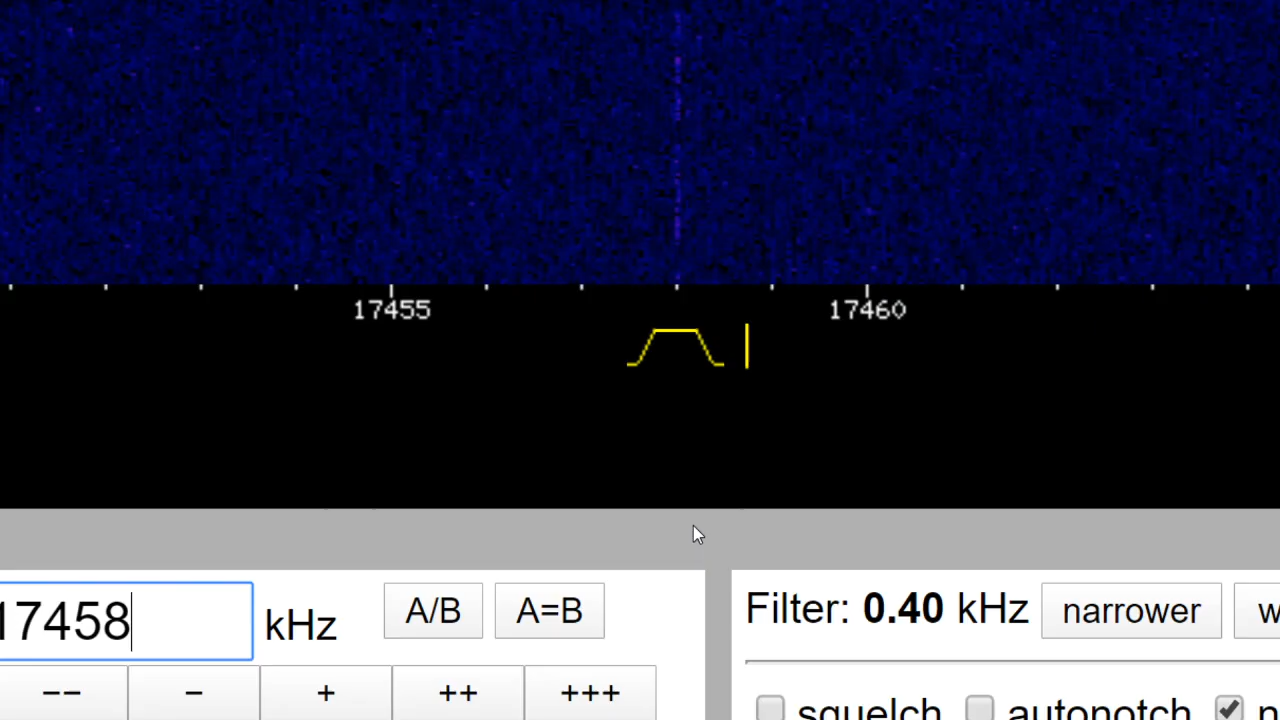 17455 17460
17458 kHz A/B A=B Filter: 0.40 kHz narrower w
-- - + ++ +++
squelch autonotch n